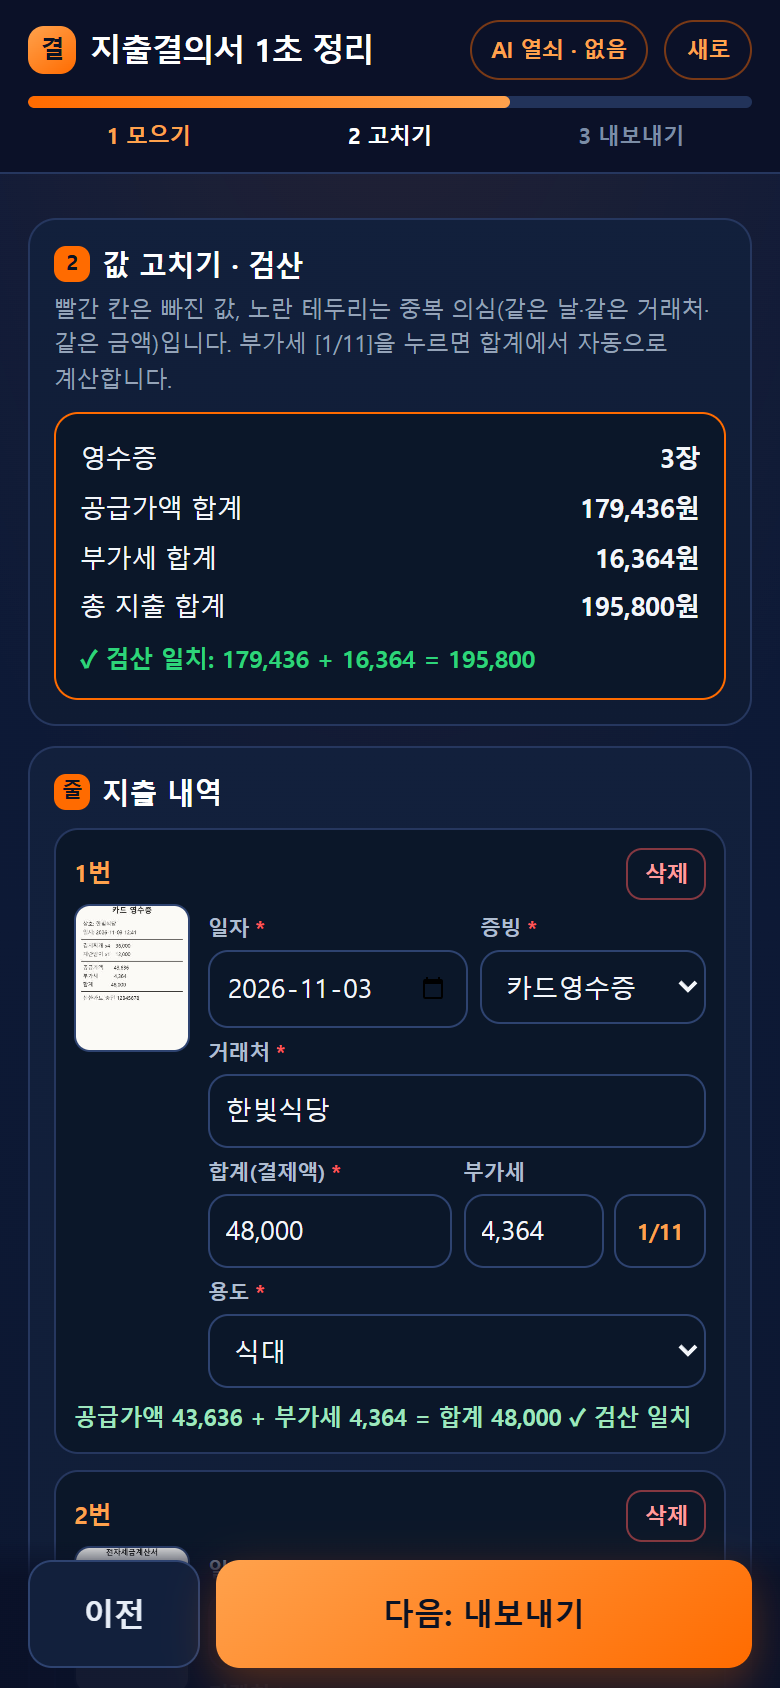 결 지출결의서 1초 정리
AI 열쇠 · 없음
새로
1 모으기
2 고치기
3 내보내기
2 값 고치기 · 검산
빨간 칸은 빠진 값, 노란 테두리는 중복 의심(같은 날·같은 거래처·
같은 금액)입니다. 부가세 [1/11]을 누르면 합계에서 자동으로
계산합니다.
영수증 3장
공급가액 합계 179,436원
부가세 합계 16,364원
총 지출 합계 195,800원
✓ 검산 일치: 179,436 + 16,364 = 195,800
줄 지출 내역
1번
삭제
카드 영수증
일자 *
증빙 *
2026-11-03
카드영수증
거래처 *
한빛식당
합계(결제액) *
부가세
48,000
4,364
1/11
용도 *
식대
공급가액 43,636 + 부가세 4,364 = 합계 48,000 ✓ 검산 일치
2번
삭제
전자세금계산서
이전
다음: 내보내기